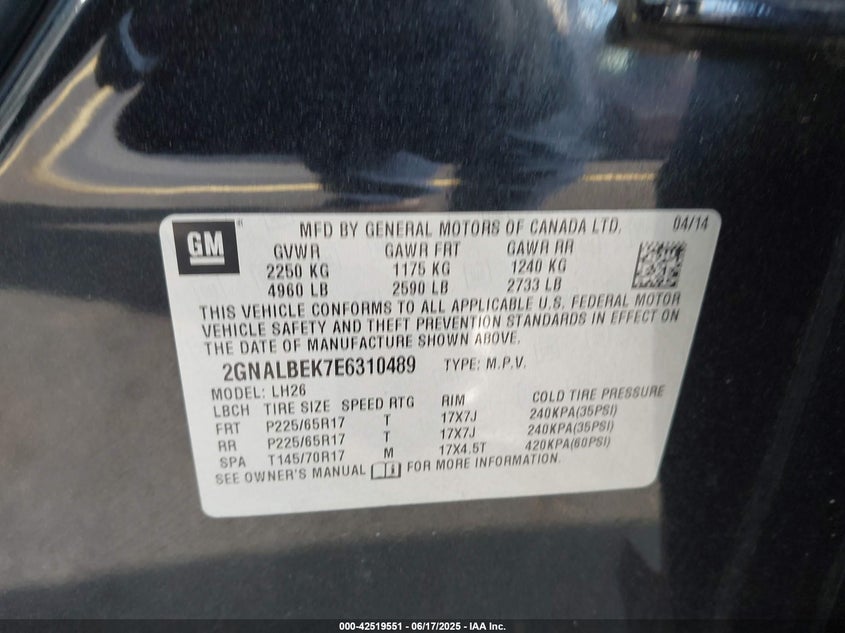 GM
MFD BY GENERAL MOTORS OF CANADA LTD. 04/14
GVWR GAWR FRT GAWR RR
2250 KG 1175 KG 1240 KG
4960 LB 2590 LB 2733 LB
THIS VEHICLE CONFORMS TO ALL APPLICABLE U.S. FEDERAL MOTOR
VEHICLE SAFETY AND THEFT PREVENTION STANDARDS IN EFFECT ON
THE DATE OF MANUFACTURE SHOWN ABOVE.
2GNALBEK7E6310489 TYPE: M.P.V.
MODEL: LH26
LBCH TIRE SIZE SPEED RTG RIM COLD TIRE PRESSURE
FRT P225/65R17 T 17X7J 240KPA(35PSI)
RR P225/65R17 T 17X7J 240KPA(35PSI)
SPA T145/70R17 M 17X4.5T 420KPA(60PSI)
SEE OWNER'S MANUAL FOR MORE INFORMATION.
000-42519551 - 06/17/2025 - IAA Inc.